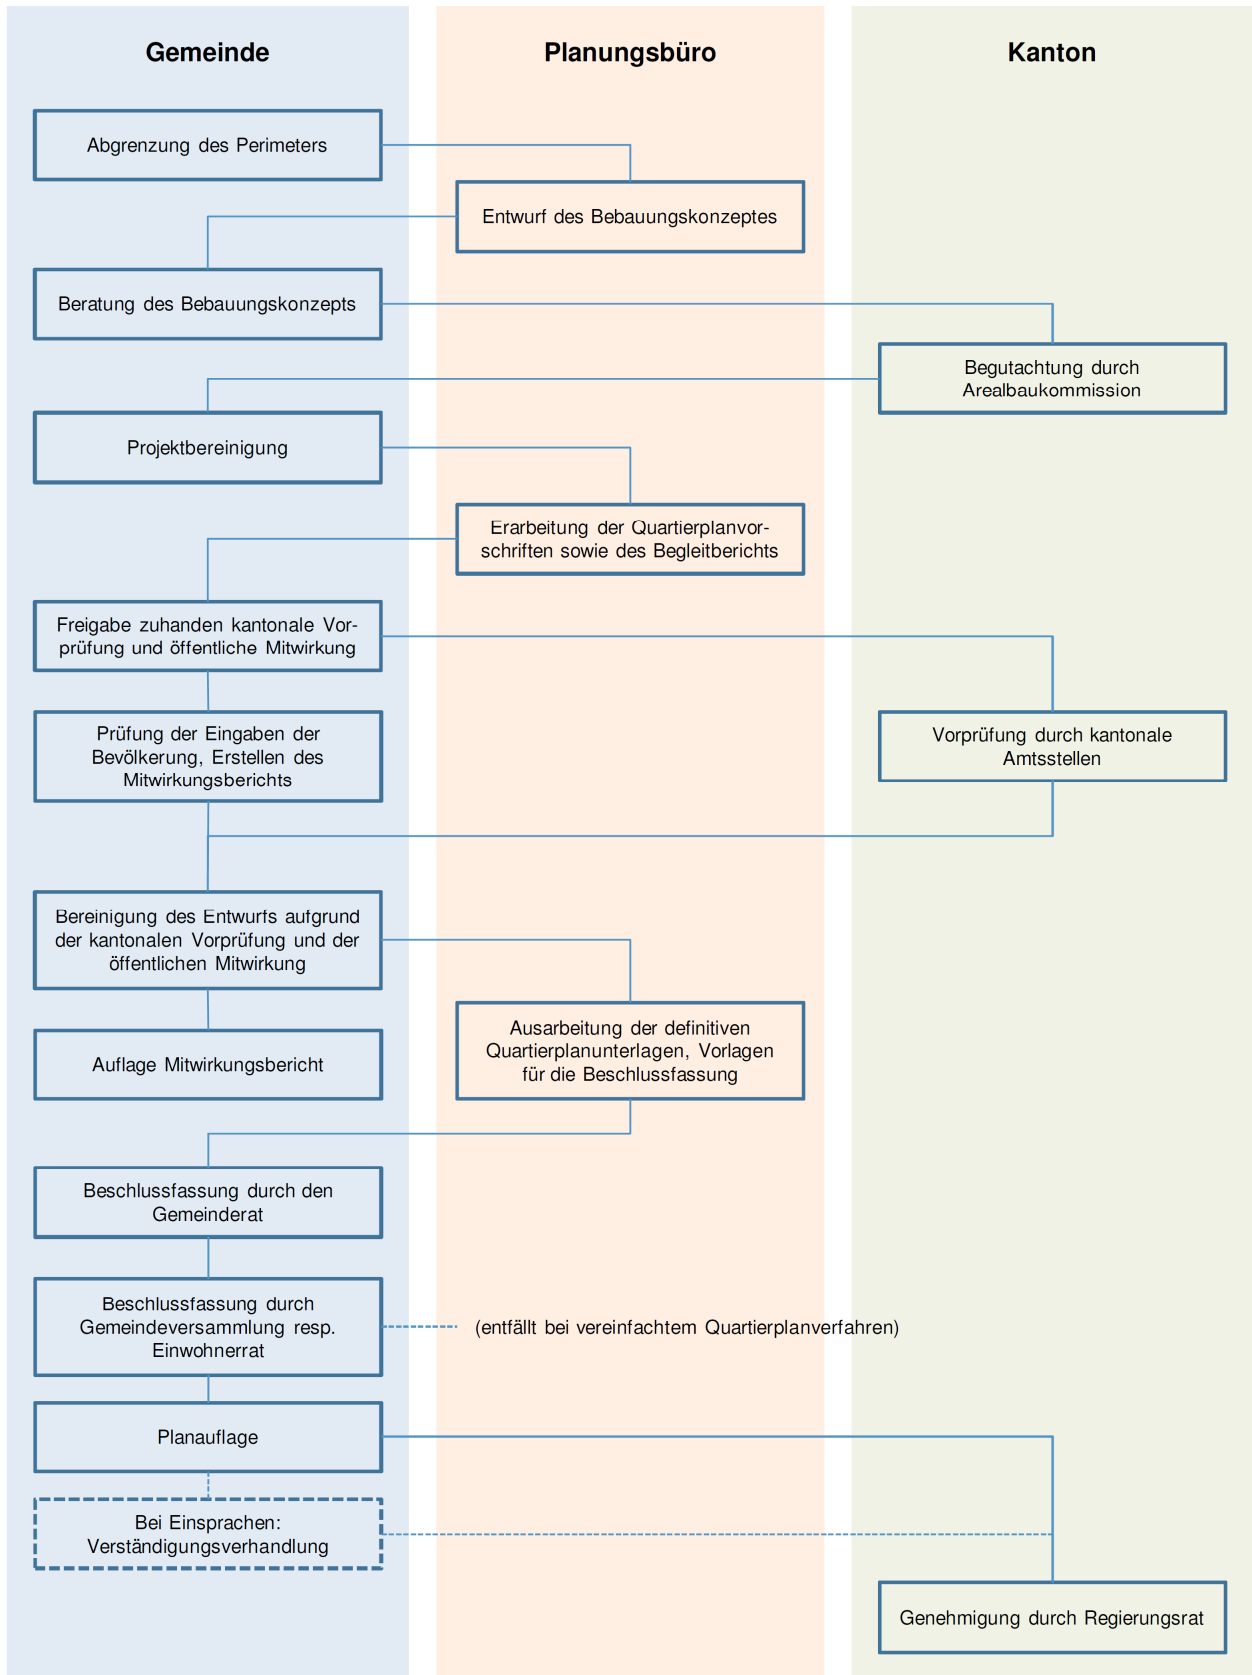 Gemeinde
Planungsbüro
Kanton
Abgrenzung des Perimeters
Entwurf des Bebauungskonzeptes
Beratung des Bebauungskonzepts
Begutachtung durch
Arealbaukommission
Projektbereinigung
Erarbeitung der Quartierplanvor-
schriften sowie des Begleitberichts
Freigabe zuhanden kantonale Vor-
prüfung und öffentliche Mitwirkung
Prüfung der Eingaben der
Bevölkerung, Erstellen des
Mitwirkungsberichts
Vorprüfung durch kantonale
Amtsstellen
Bereinigung des Entwurfs aufgrund
der kantonalen Vorprüfung und der
öffentlichen Mitwirkung
Ausarbeitung der definitiven
Quartierplanunterlagen, Vorlagen
für die Beschlussfassung
Auflage Mitwirkungsbericht
Beschlussfassung durch den
Gemeinderat
Beschlussfassung durch
Gemeindeversammlung resp.
Einwohnerrat
(entfällt bei vereinfachtem Quartierplanverfahren)
Planauflage
Bei Einsprachen:
Verständigungsverhandlung
Genehmigung durch Regierungsrat